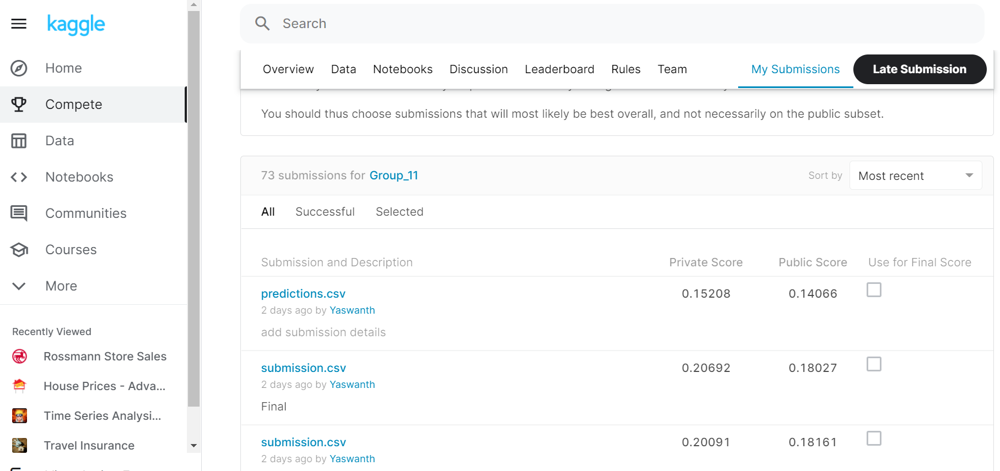 kaggle
Search
Home
Compete
Data
Notebooks
Communities
Courses
More
Recently Viewed
Rossmann Store Sales
House Prices - Adva...
Time Series Analysi...
Travel Insurance
Overview Data Notebooks Discussion Leaderboard Rules Team My Submissions Late Submission
You should thus choose submissions that will most likely be best overall, and not necessarily on the public subset.
73 submissions for Group_11 Sort by Most recent
All Successful Selected
Submission and Description Private Score Public Score Use for Final Score
predictions.csv 0.15208 0.14066
2 days ago by Yaswanth
add submission details
submission.csv 0.20692 0.18027
2 days ago by Yaswanth
Final
submission.csv 0.20091 0.18161
2 days ago by Yaswanth